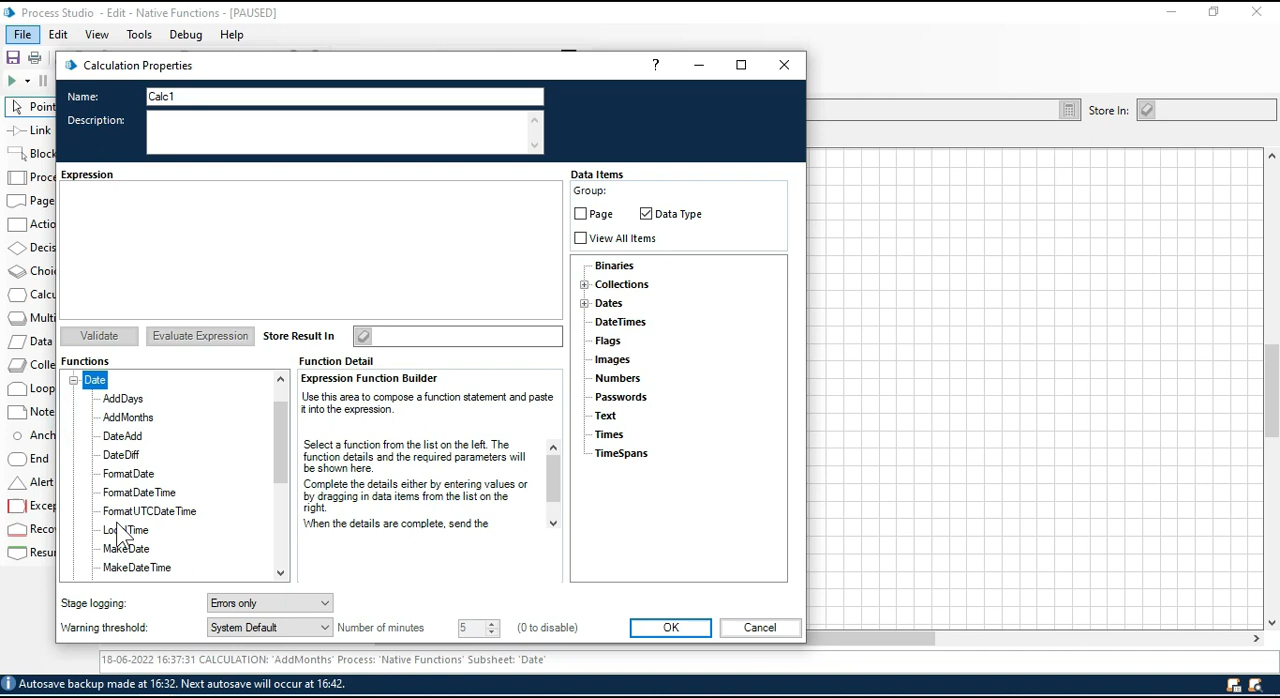 Process Studio - Edit - Native Functions - [PAUSED]
File Edit View Tools Debug Help
Calculation Properties ?
Name: Calc1
Description:
Store In:
Point
Link
Block
Proce
Page
Actio
Decis
Choic
Calcu
Multi
Data
Colle
Loop
Note
Anch
End
Alert
Excep
Reco
Resu
Expression
Validate Evaluate Expression Store Result In
Functions
Date
AddDays
AddMonths
DateAdd
DateDiff
FormatDate
FormatDateTime
FormatUTCDateTime
MakeDate
MakeDateTime
Function Detail
Expression Function Builder
Use this area to compose a function statement and paste
it into the expression.
Select a function from the list on the left. The
function details and the required parameters will
be shown here.
Complete the details either by entering values or
by dragging in data items from the list on the
right.
When the details are complete, send the
Data Items
Group:
Page Data Type
View All Items
Binaries
Collections
Dates
DateTimes
Flags
Images
Numbers
Passwords
Text
Times
TimeSpans
Stage logging: Errors only
Warning threshold: System Default Number of minutes 5 (0 to disable)
OK Cancel
18-06-2022 16:37:31 CALCULATION: 'AddMonths' Process: 'Native Functions' Subsheet: 'Date'
Autosave backup made at 16:32. Next autosave will occur at 16:42.